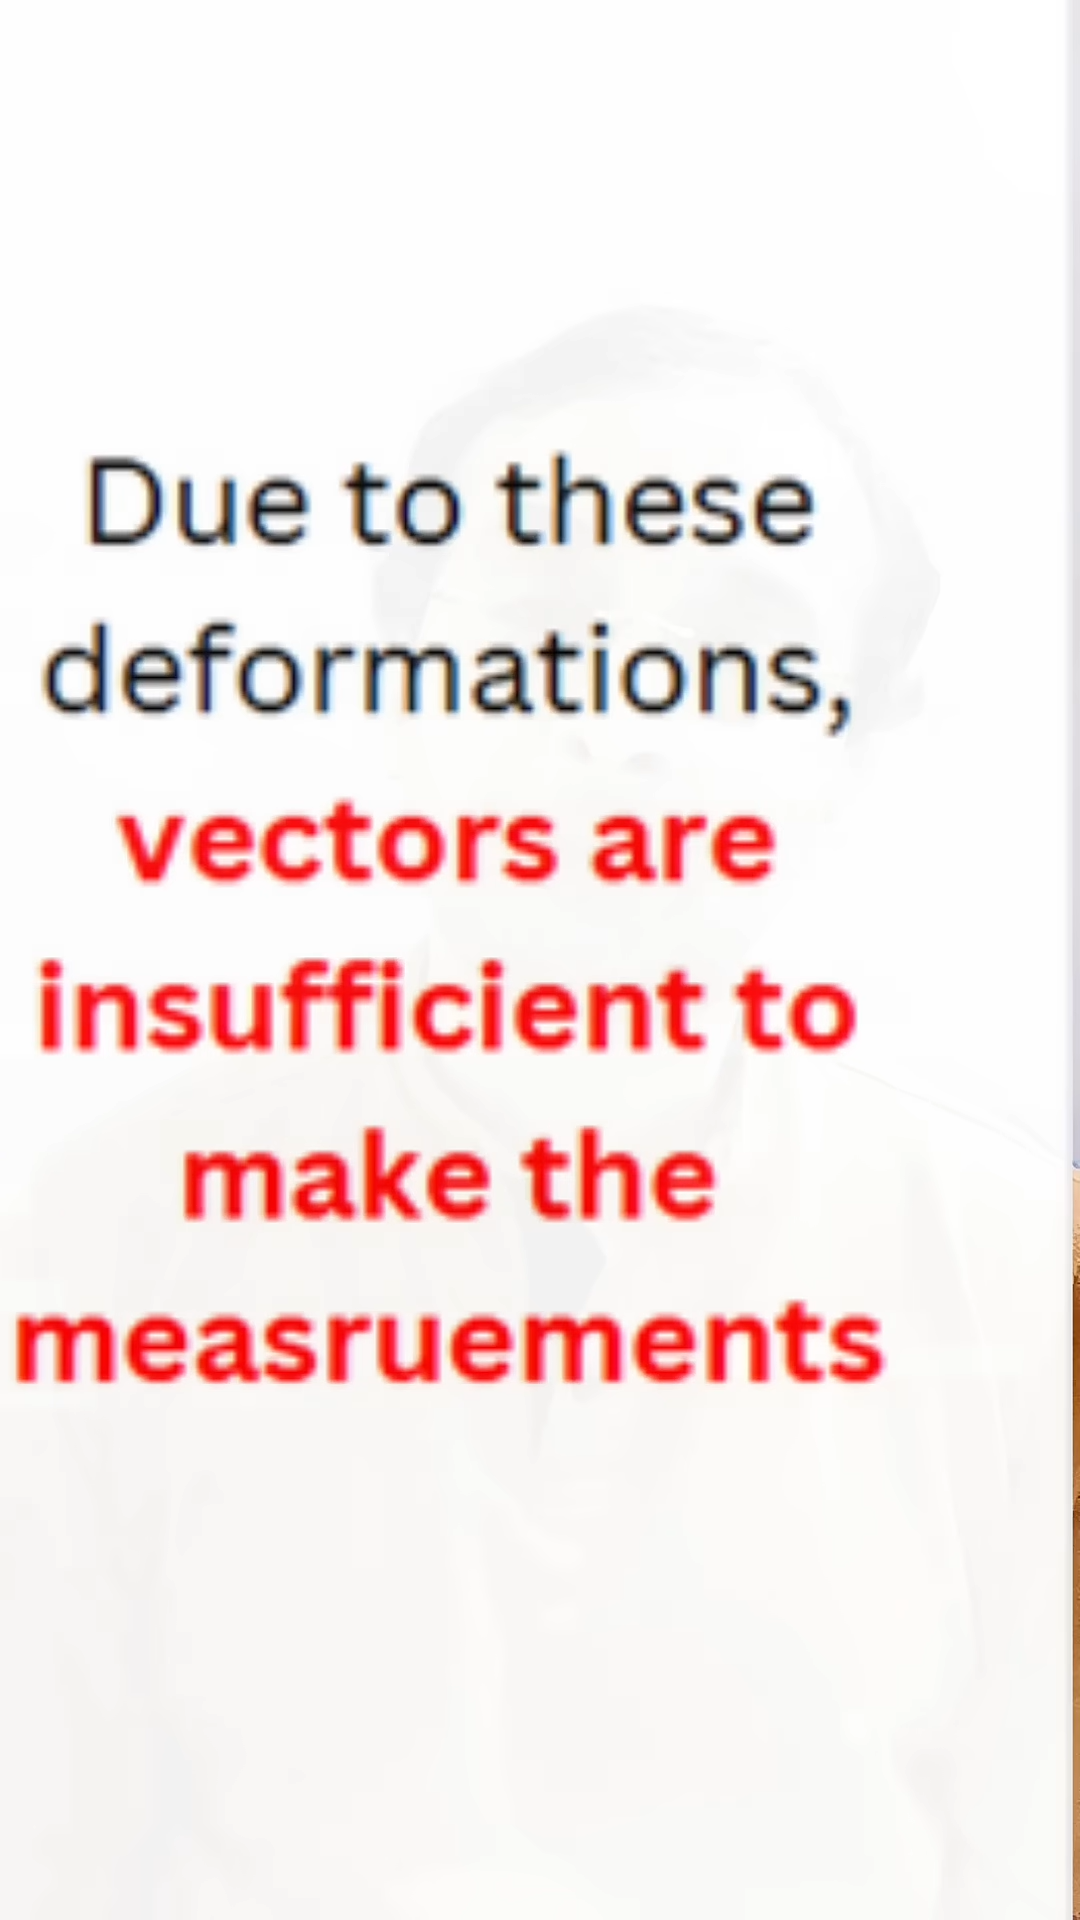 Due to these
deformations,
vectors are
insufficient to
make the
measruements